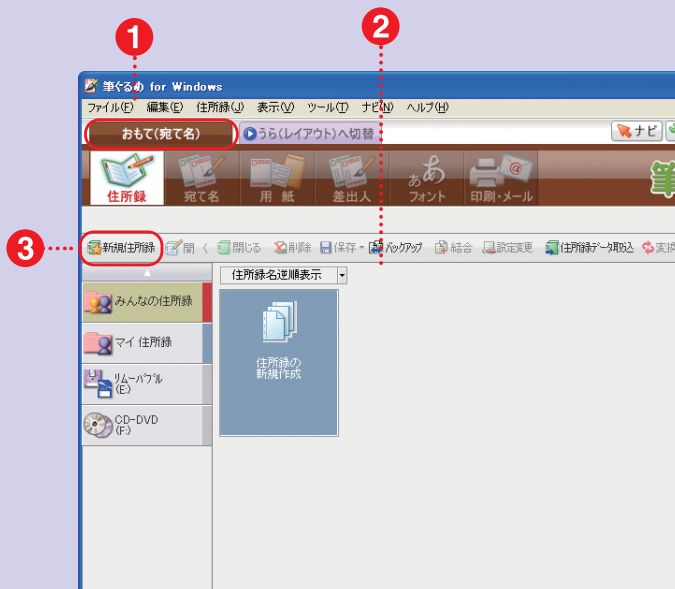 1
2
筆ぐるめ for Windows
ファイル(F) 編集(E) 住所録(J) 表示(V) ツール(T) ナビ(N) ヘルプ(H)
おもて(宛て名) うら(レイアウト)へ切替 ナビ
住所録 宛て名 用 紙 差出人 ああ フォント 印刷・メール 筆
3
新規住所録 開 く 閉じる 削除 保存 バックアップ 結合 設定変更 住所録データ取込 変換
住所録名逆順表示
みんなの住所録
マイ 住所録
リムーバブル
(E:)
CD-DVD
(F:)
住所録の
新規作成